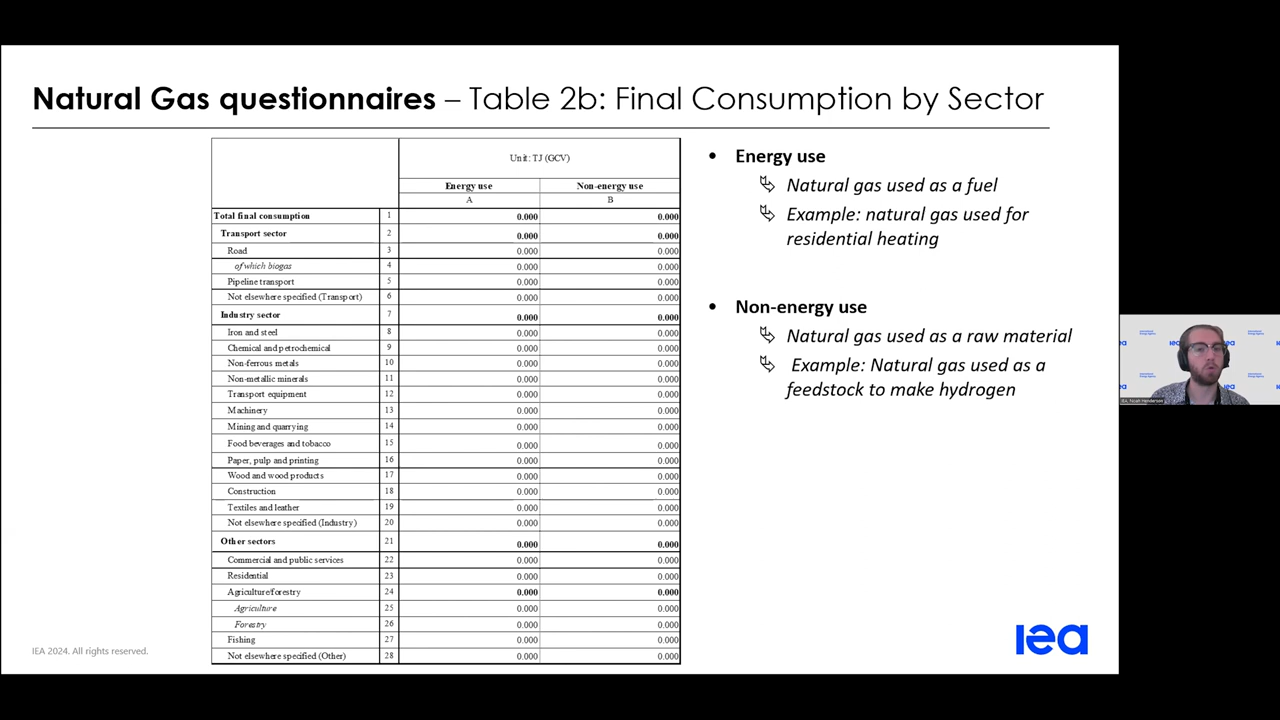 Natural Gas questionnaires – Table 2b: Final Consumption by Sector
Unit: TJ (GCV)
Energy use Non-energy use
A B
Total final consumption 1 0.000 0.000
Transport sector 2 0.000 0.000
Road 3 0.000 0.000
of which biogas 4 0.000 0.000
Pipeline transport 5 0.000 0.000
Not elsewhere specified (Transport) 6 0.000 0.000
Industry sector 7 0.000 0.000
Iron and steel 8 0.000 0.000
Chemical and petrochemical 9 0.000 0.000
Non-ferrous metals 10 0.000 0.000
Non-metallic minerals 11 0.000 0.000
Transport equipment 12 0.000 0.000
Machinery 13 0.000 0.000
Mining and quarrying 14 0.000 0.000
Food beverages and tobacco 15 0.000 0.000
Paper, pulp and printing 16 0.000 0.000
Wood and wood products 17 0.000 0.000
Construction 18 0.000 0.000
Textiles and leather 19 0.000 0.000
Not elsewhere specified (Industry) 20 0.000 0.000
Other sectors 21 0.000 0.000
Commercial and public services 22 0.000 0.000
Residential 23 0.000 0.000
Agriculture/forestry 24 0.000 0.000
Agriculture 25 0.000 0.000
Forestry 26 0.000 0.000
Fishing 27 0.000 0.000
Not elsewhere specified (Other) 28 0.000 0.000
• Energy use
Natural gas used as a fuel
Example: natural gas used for
residential heating
• Non-energy use
Natural gas used as a raw material
Example: Natural gas used as a
feedstock to make hydrogen
IEA 2024. All rights reserved.
iea
iea
IEA, Noah Henderson